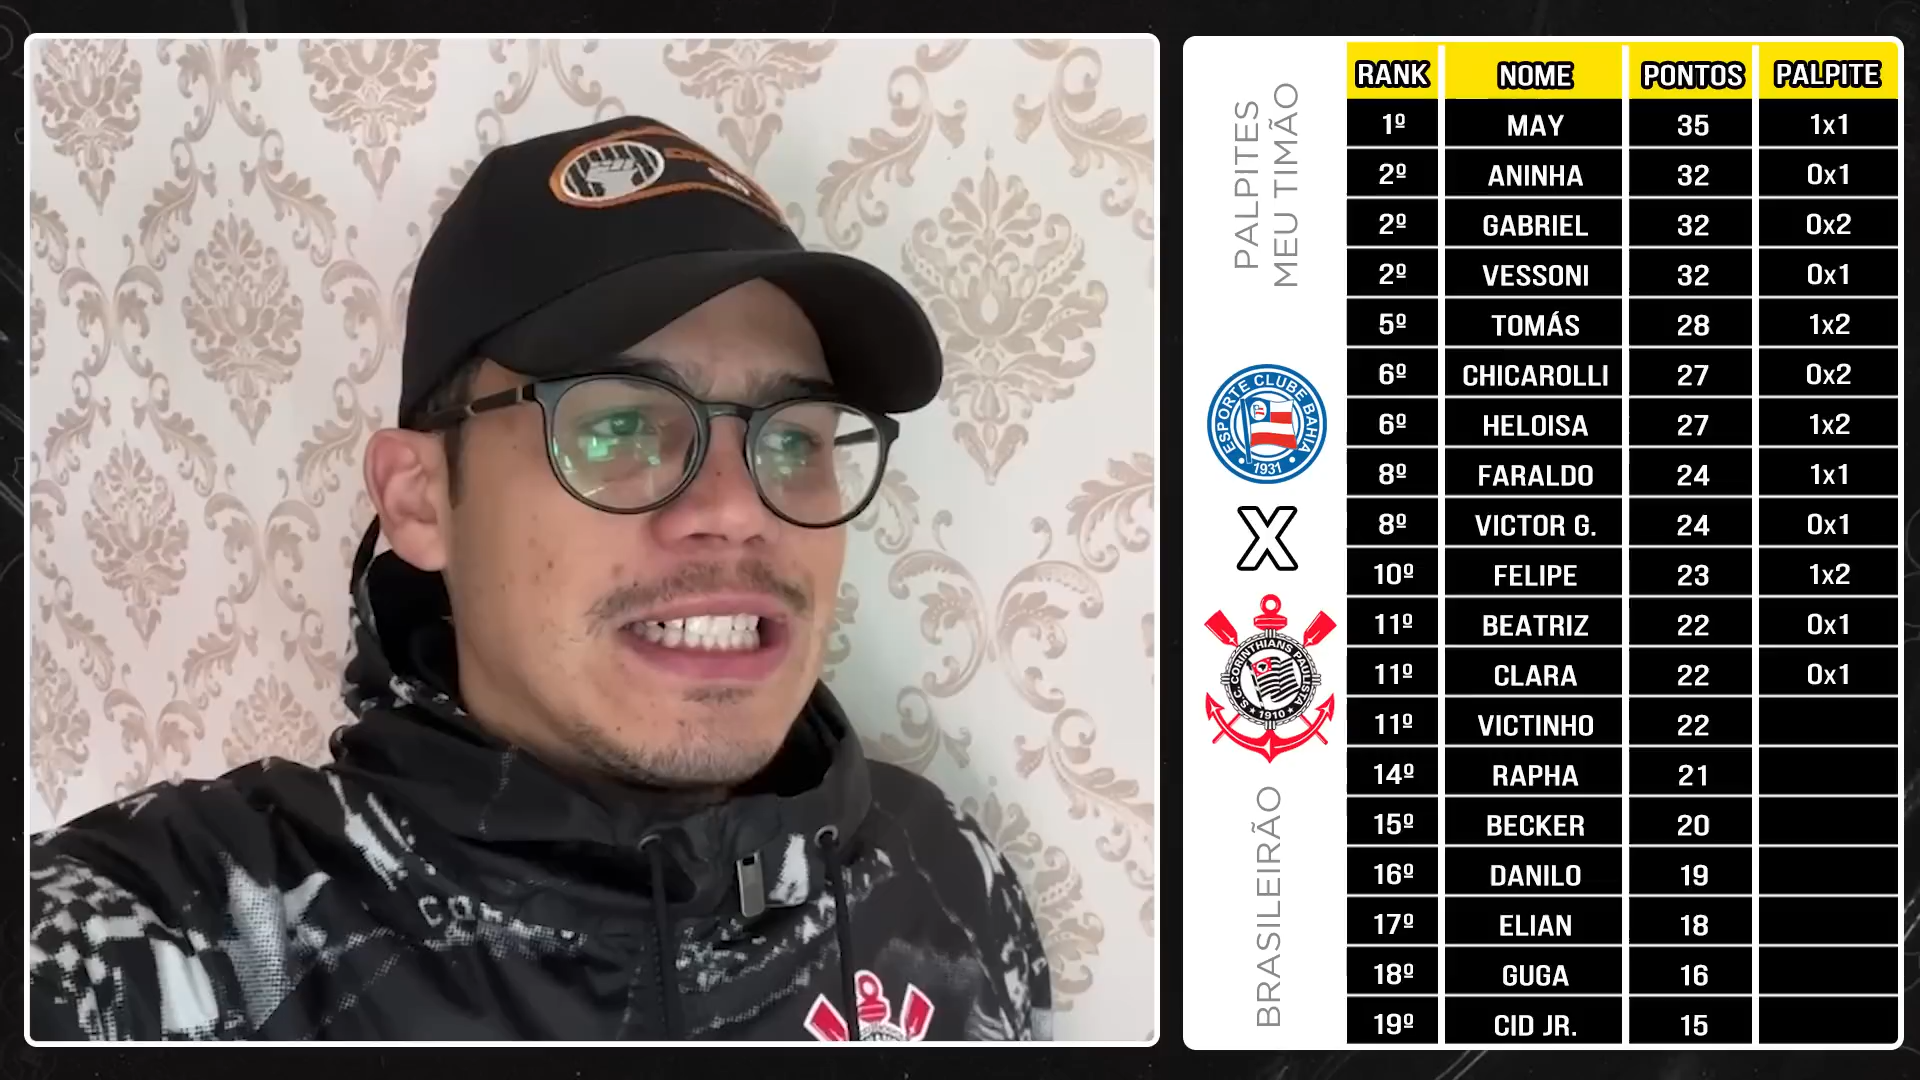 PALPITES
MEU TIMÃO
ESPORTE CLUBE BAHIA
1931
X
S.C. CORINTHIANS PAULISTA
1910
BRASILEIRÃO
RANK NOME PONTOS PALPITE
1º MAY 35 1x1
2º ANINHA 32 0x1
2º GABRIEL 32 0x2
2º VESSONI 32 0x1
5º TOMÁS 28 1x2
6º CHICAROLLI 27 0x2
6º HELOISA 27 1x2
8º FARALDO 24 1x1
8º VICTOR G. 24 0x1
10º FELIPE 23 1x2
11º BEATRIZ 22 0x1
11º CLARA 22 0x1
11º VICTINHO 22
14º RAPHA 21
15º BECKER 20
16º DANILO 19
17º ELIAN 18
18º GUGA 16
19º CID JR. 15